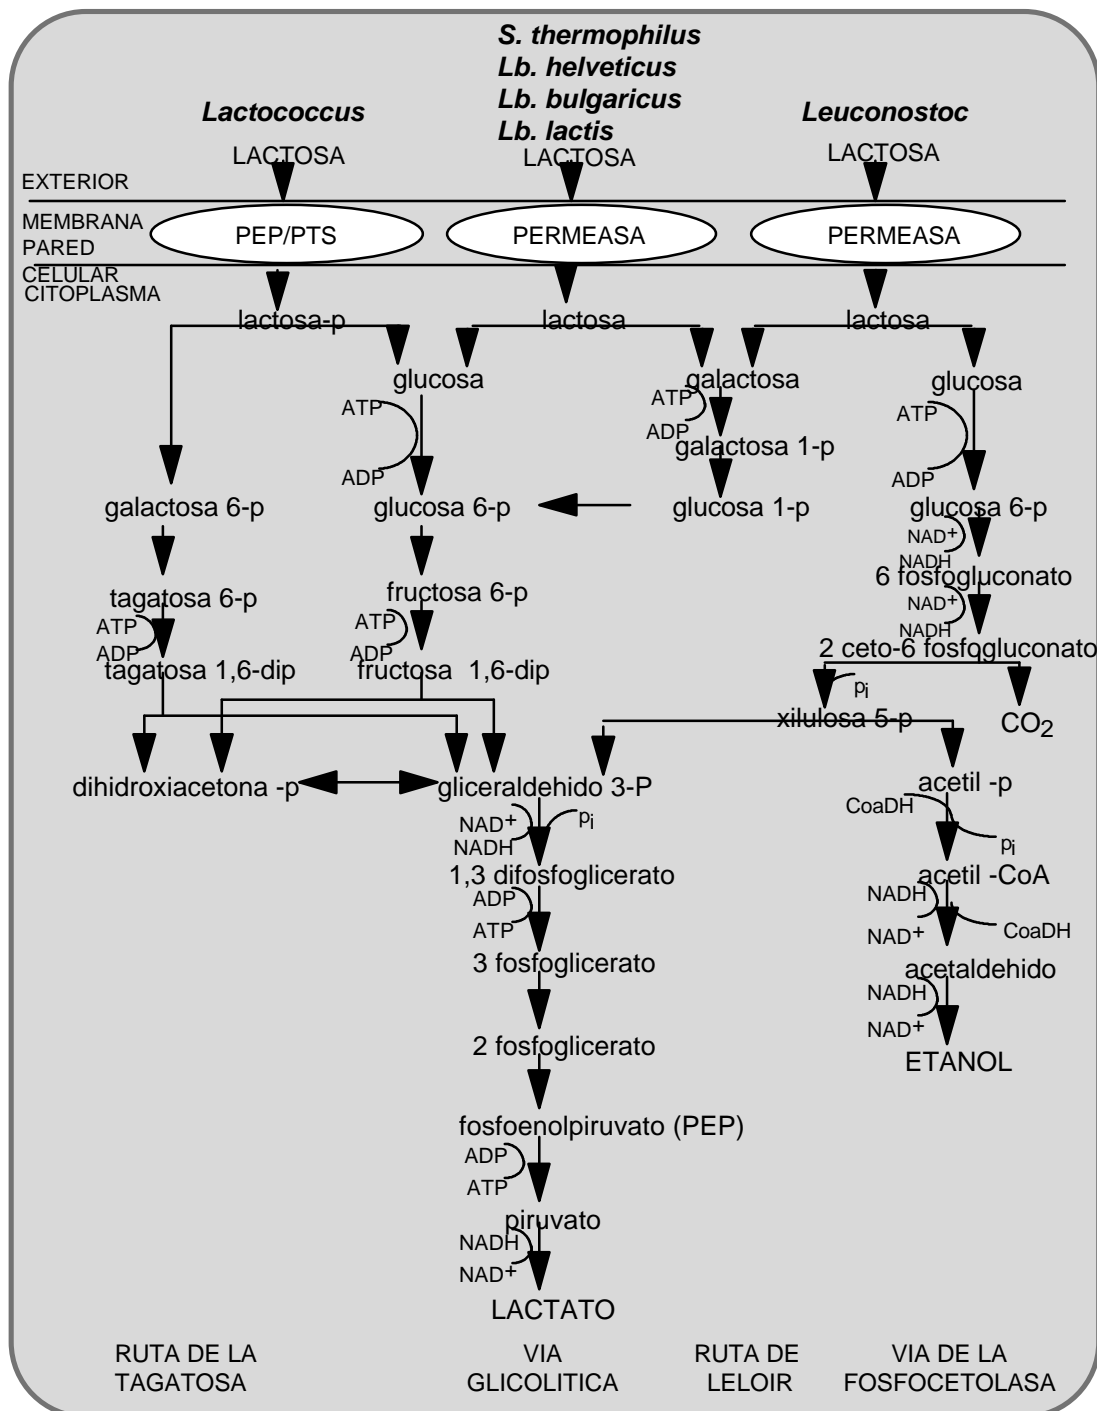 S. thermophilus
Lb. helveticus
Lb. bulgaricus
Lb. lactis
Lactococcus
Leuconostoc
LACTOSA
LACTOSA
LACTOSA
EXTERIOR
MEMBRANA
PARED
CELULAR
CITOPLASMA
PEP/PTS
PERMEASA
PERMEASA
lactosa-p
lactosa
lactosa
glucosa
galactosa
glucosa
ATP
ADP
ATP
ADP
ATP
ADP
galactosa 1-p
galactosa 6-p
glucosa 6-p
glucosa 1-p
glucosa 6-p
NAD+
NADH
6 fosfogluconato
tagatosa 6-p
fructosa 6-p
NAD+
NADH
ATP
ADP
ATP
ADP
2 ceto-6 fosfogluconato
tagatosa 1,6-dip
fructosa 1,6-dip
pi
xilulosa 5-p
CO2
dihidroxiacetona -p
gliceraldehido 3-P
acetil -p
NAD+
NADH
pi
CoaDH
pi
1,3 difosfoglicerato
acetil -CoA
ADP
ATP
NADH
NAD+
CoaDH
3 fosfoglicerato
acetaldehido
NADH
NAD+
2 fosfoglicerato
ETANOL
fosfoenolpiruvato (PEP)
ADP
ATP
piruvato
NADH
NAD+
LACTATO
RUTA DE LA
TAGATOSA
VIA
GLICOLITICA
RUTA DE
LELOIR
VIA DE LA
FOSFOCETOLASA